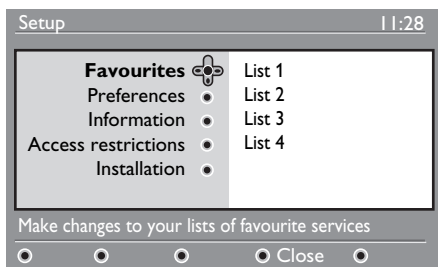 Setup 11:28
Favourites List 1
Preferences List 2
Information List 3
Access restrictions List 4
Installation
Make changes to your lists of favourite services
Close